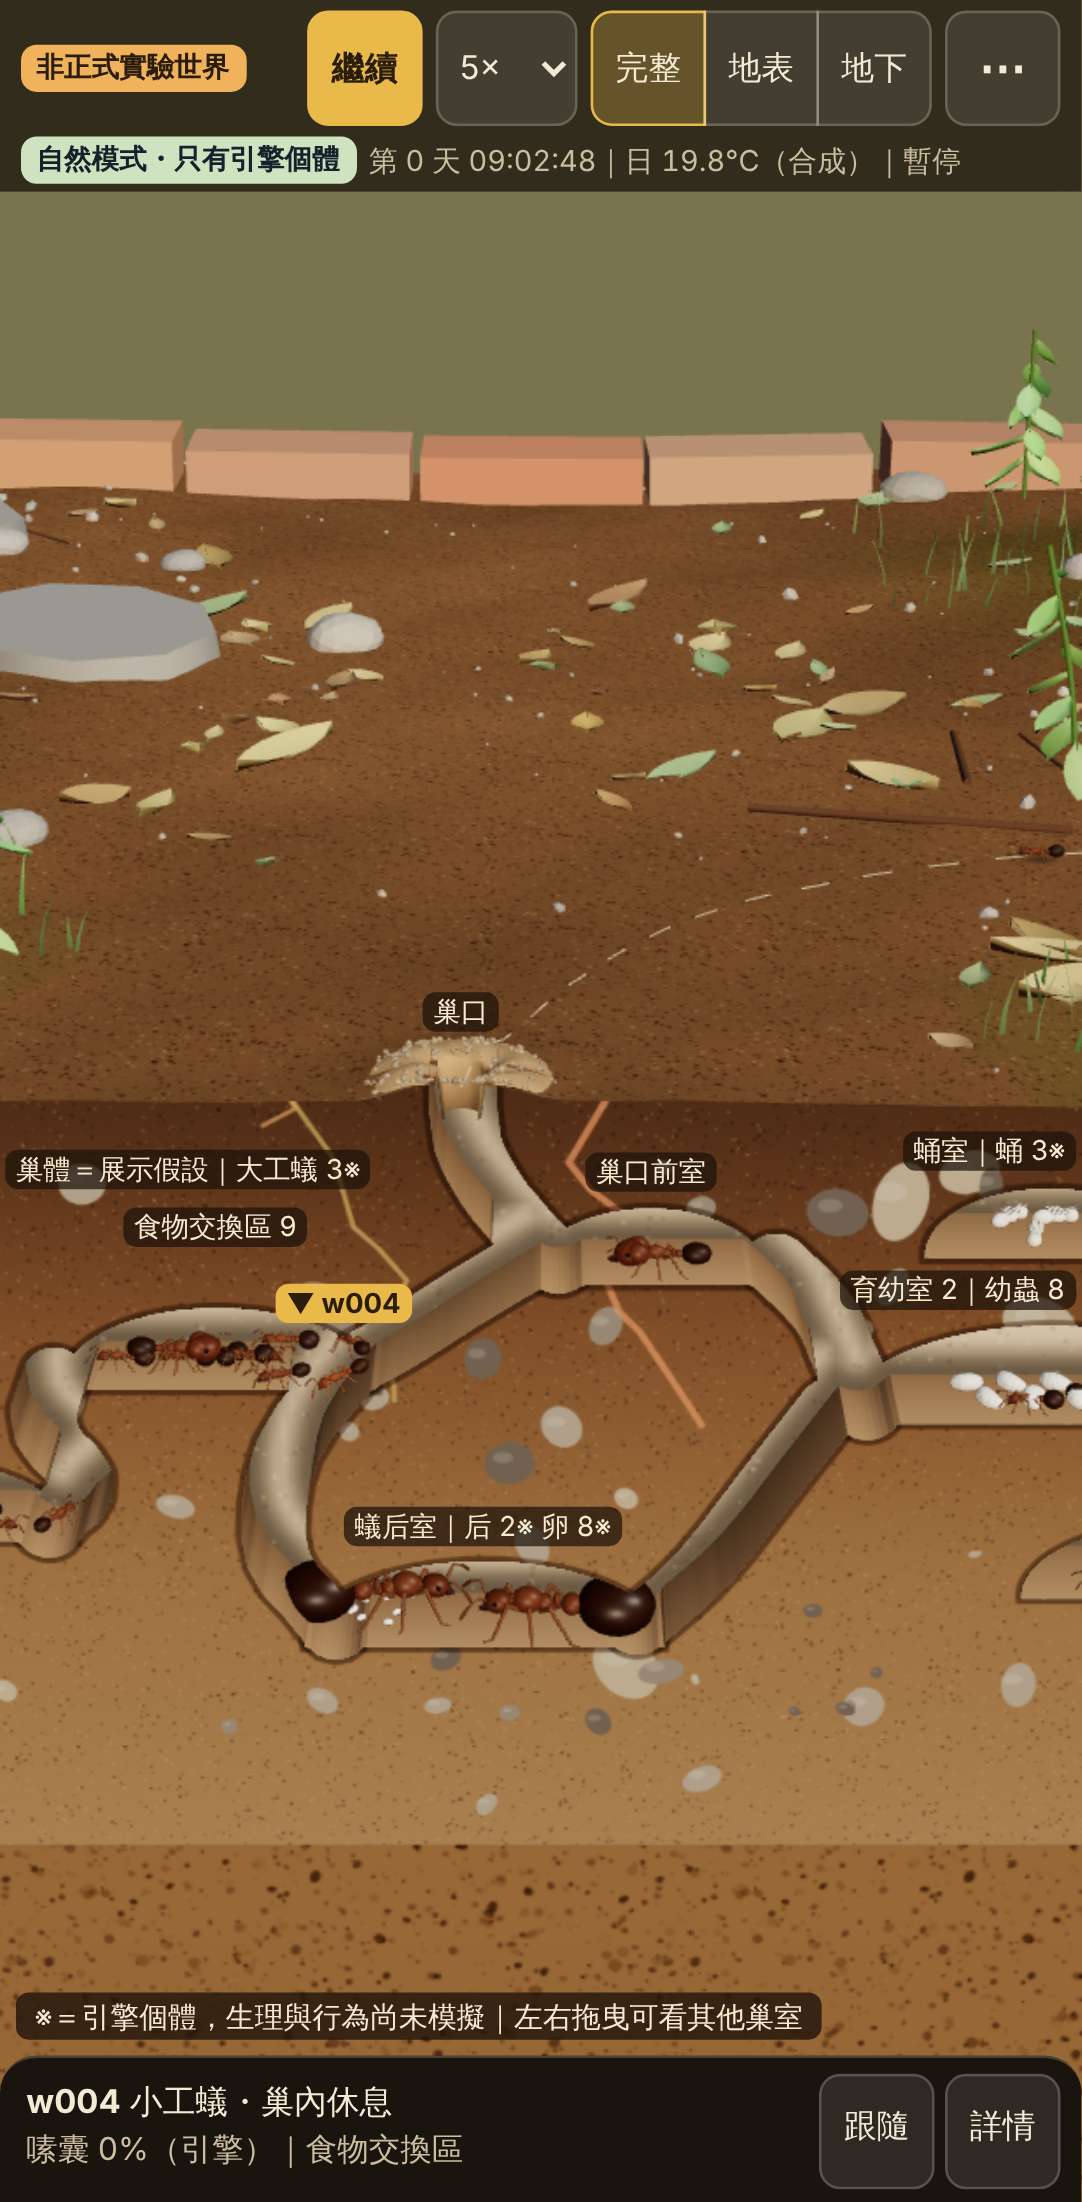 非正式實驗世界
繼續
5×
完整
地表
地下
…
自然模式・只有引擎個體
第 0 天 09:02:48｜日 19.8°C（合成）｜暫停
巢口
巢體＝展示假設｜大工蟻 3※
巢口前室
蛹室｜蛹 3※
食物交換區 9
育幼室 2｜幼蟲 8
▼ w004
蟻后室｜后 2※ 卵 8※
※＝引擎個體，生理與行為尚未模擬｜左右拖曳可看其他巢室
w004 小工蟻・巢內休息
嗉囊 0%（引擎）｜食物交換區
跟隨
詳情